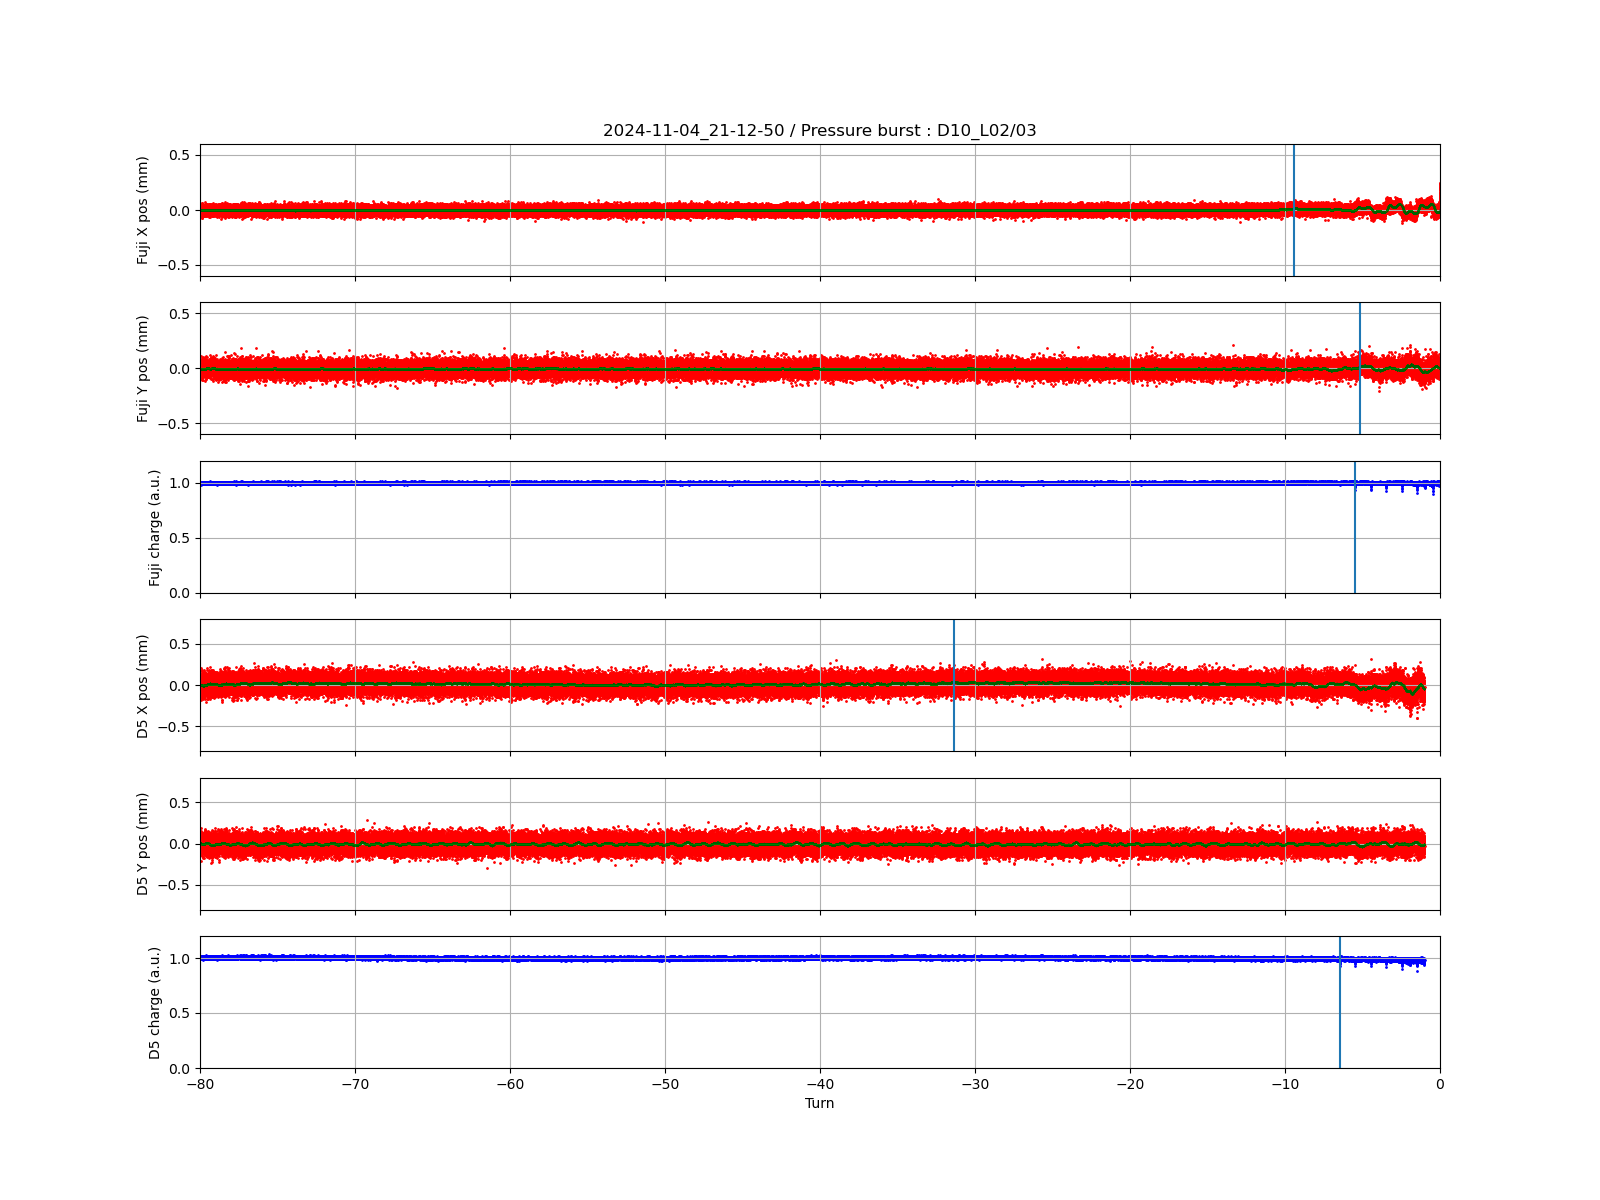 2024-11-04_21-12-50 / Pressure burst : D10_L02/03
Fuji X pos (mm)
0.5
0.0
−0.5
Fuji Y pos (mm)
0.5
0.0
−0.5
Fuji charge (a.u.)
1.0
0.5
0.0
D5 X pos (mm)
0.5
0.0
−0.5
D5 Y pos (mm)
0.5
0.0
−0.5
D5 charge (a.u.)
1.0
0.5
0.0
−80 −70 −60 −50 −40 −30 −20 −10 0
Turn